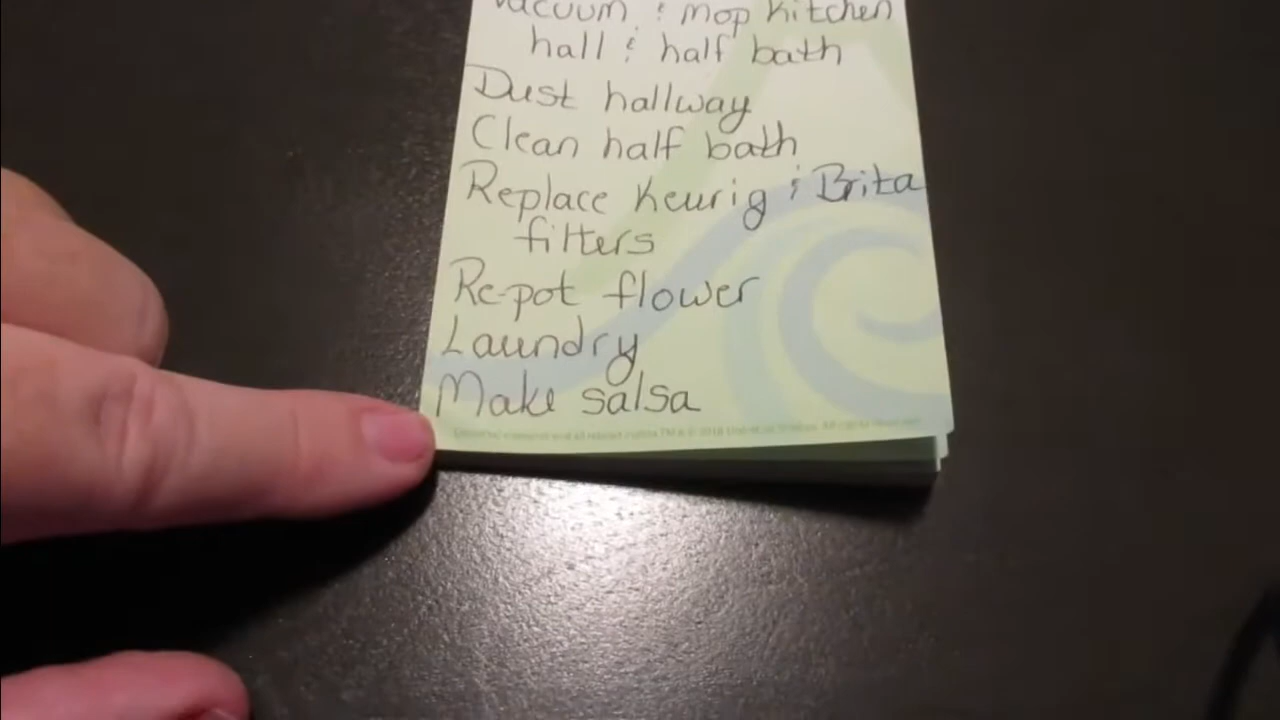 vacuum & mop kitchen
hall & half bath
Dust hallway
Clean half bath
Replace Keurig & Brita
filters
Re-pot flower
Laundry
Make salsa